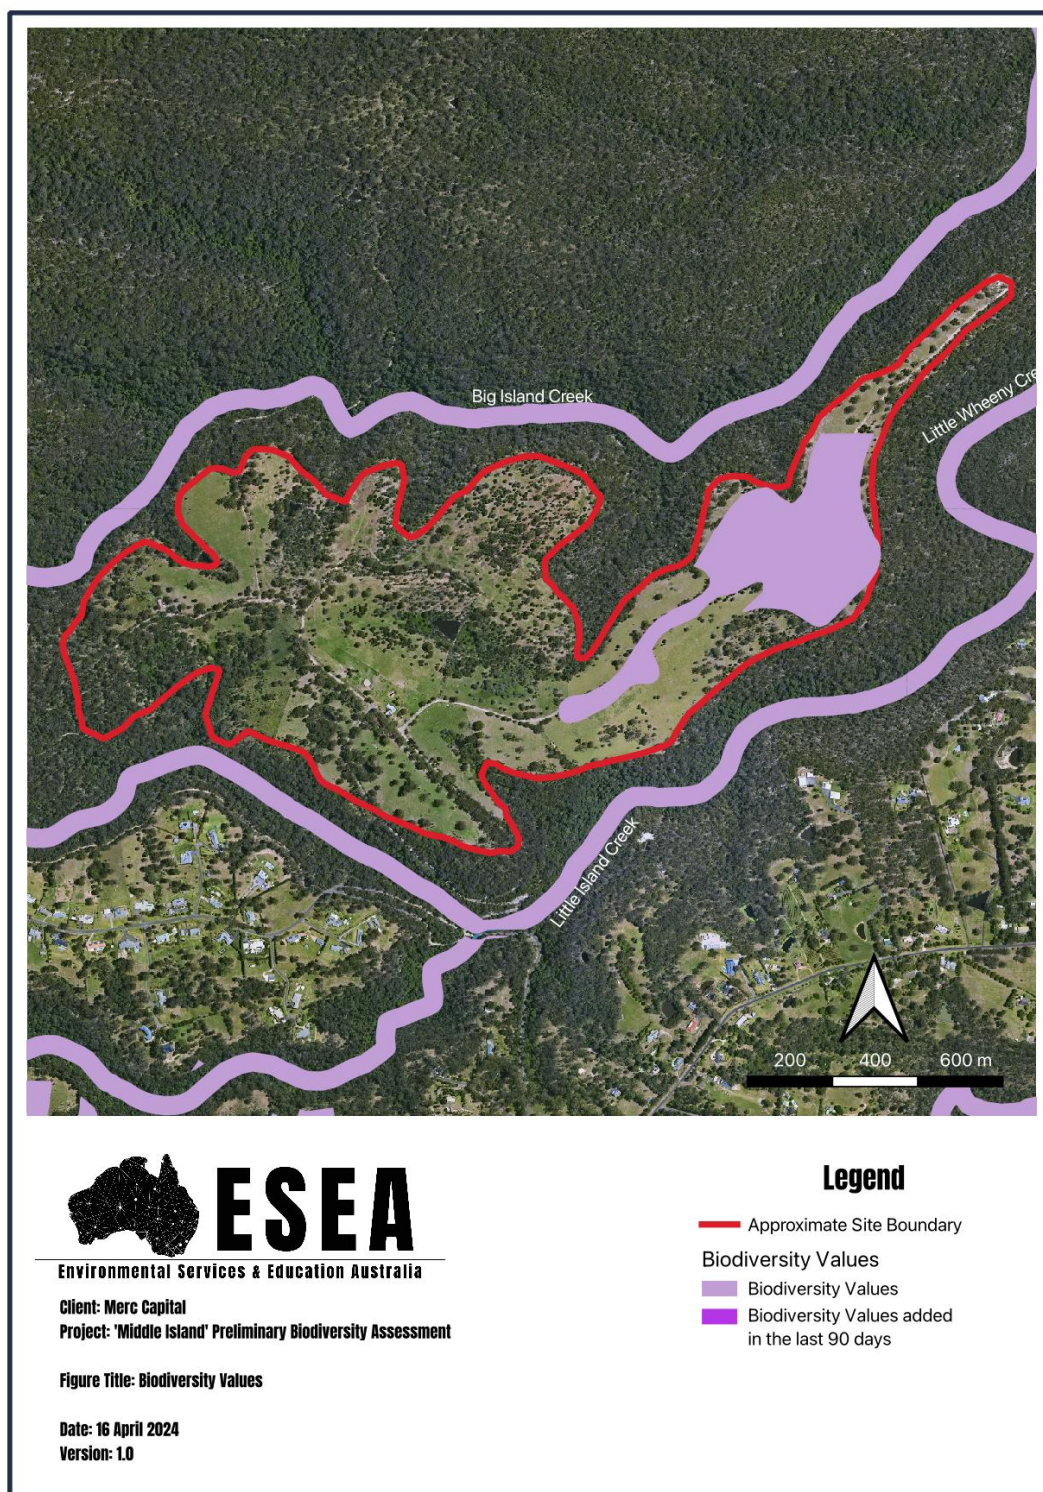 Big Island Creek
Little Wheeny Cre
Little Island Creek
200 400 600 m
ESEA
Environmental Services & Education Australia
Client: Merc Capital
Project: 'Middle Island' Preliminary Biodiversity Assessment
Figure Title: Biodiversity Values
Date: 16 April 2024
Version: 1.0
Legend
Approximate Site Boundary
Biodiversity Values
Biodiversity Values
Biodiversity Values added
in the last 90 days